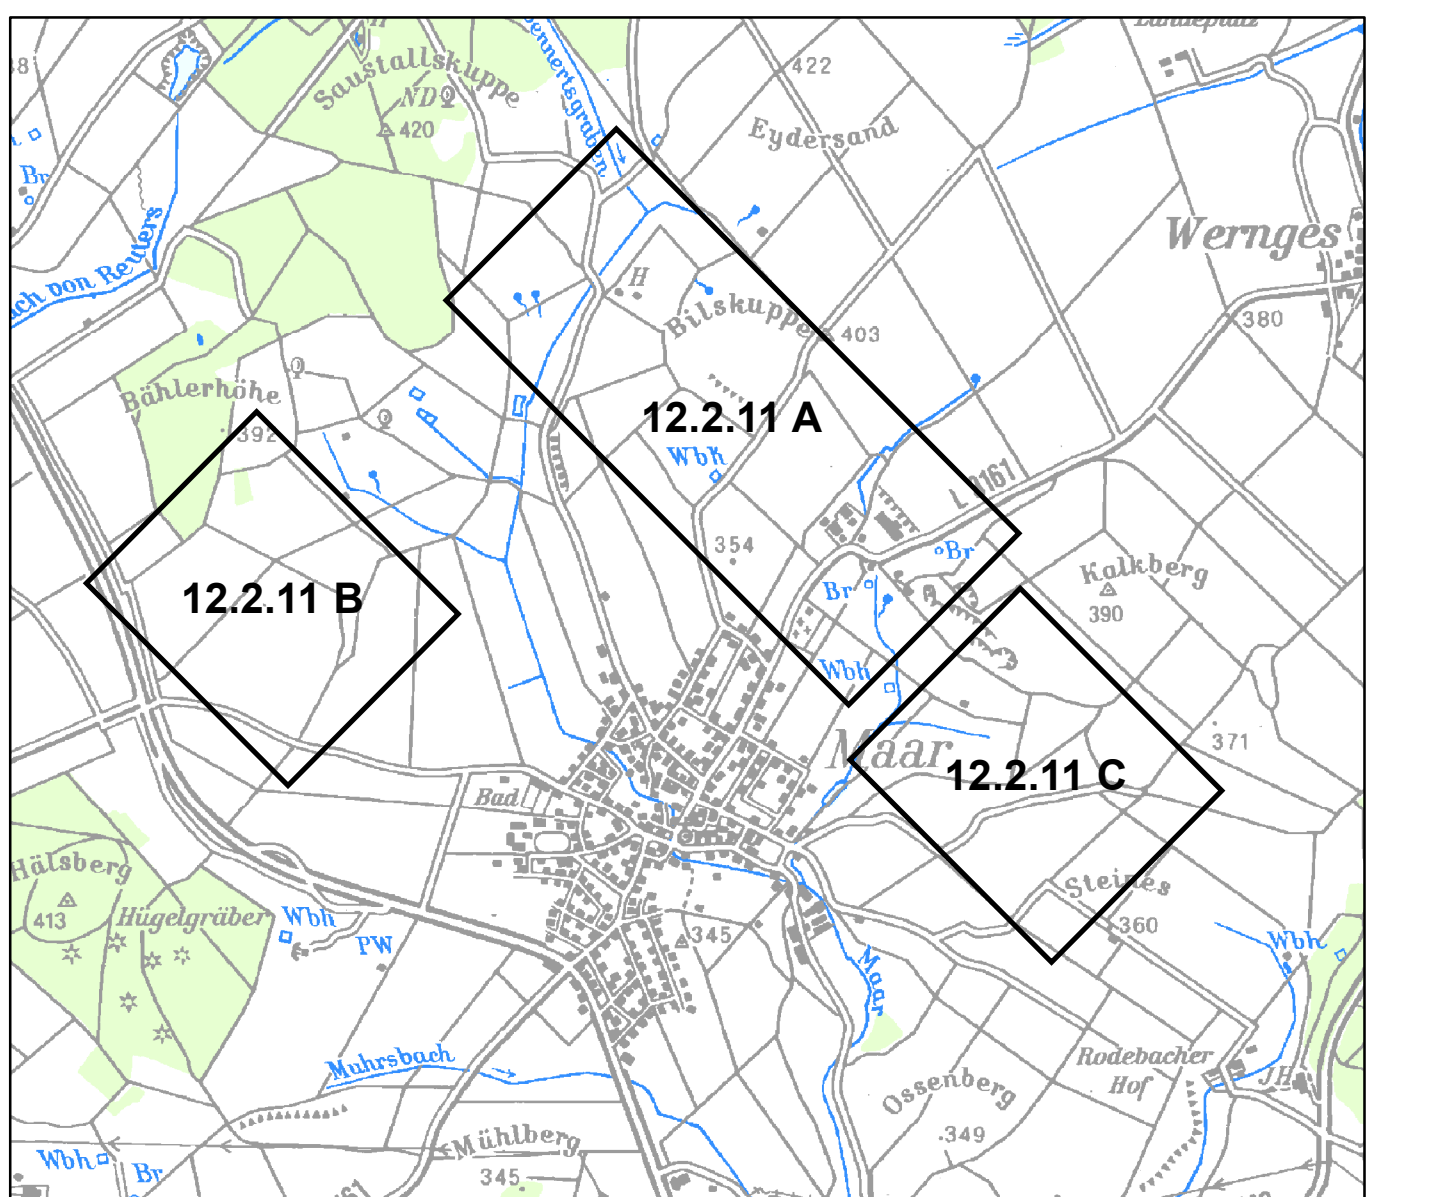 Landeplatz
H
Saustallskuppe
ND
420
422
Eydersand
Br
Wernges
H
Bilskuppe
403
380
Bählerhöhe
392
12.2.11 A
Wbh
L 3161
354
Br
Br
Kalkberg
390
12.2.11 B
Wbh
Maar
371
12.2.11 C
Bad
Hälsberg
413
Hügelgräber
Wbh
PW
Steines
360
345
Wbh
Maar
Muhrsbach
Rodebacher
Hof
JH
Ossenberg
349
Mühlberg
345
Wbh
Br